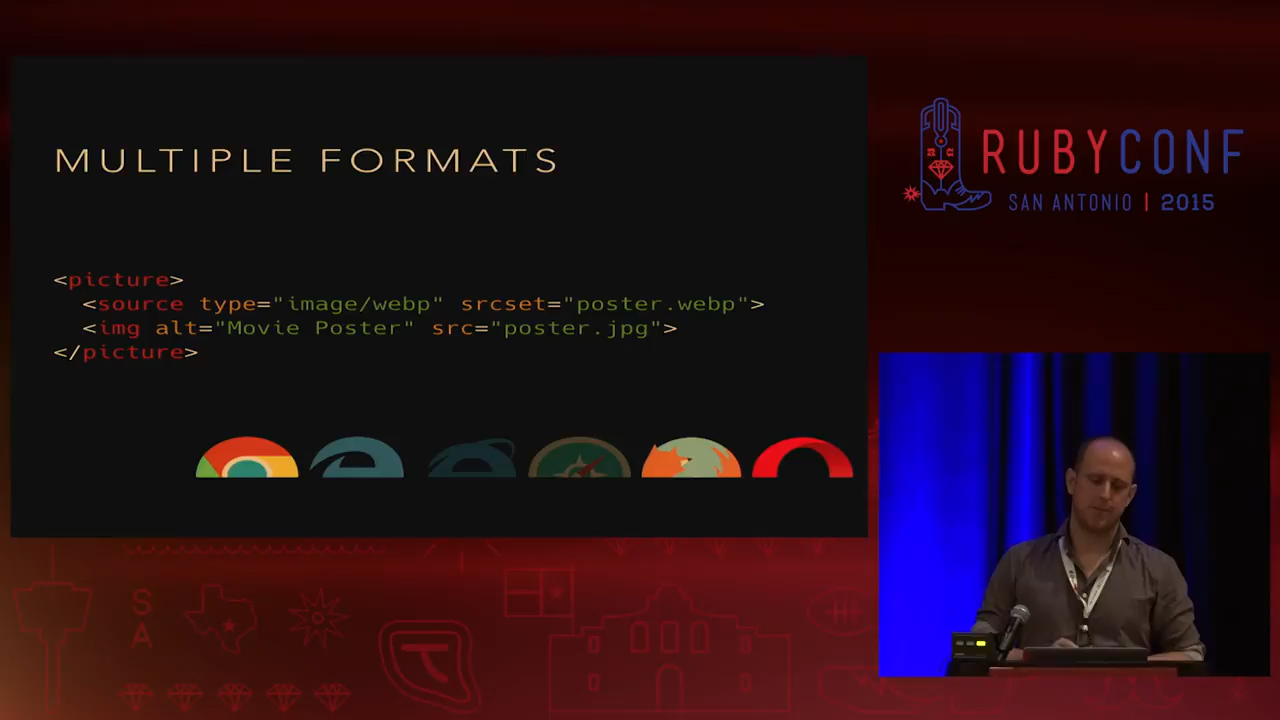 MULTIPLE FORMATS
<picture>
<source type="image/webp" srcset="poster.webp">
<img alt="Movie Poster" src="poster.jpg">
</picture>
RUBYCONF
SAN ANTONIO | 2015
S
A